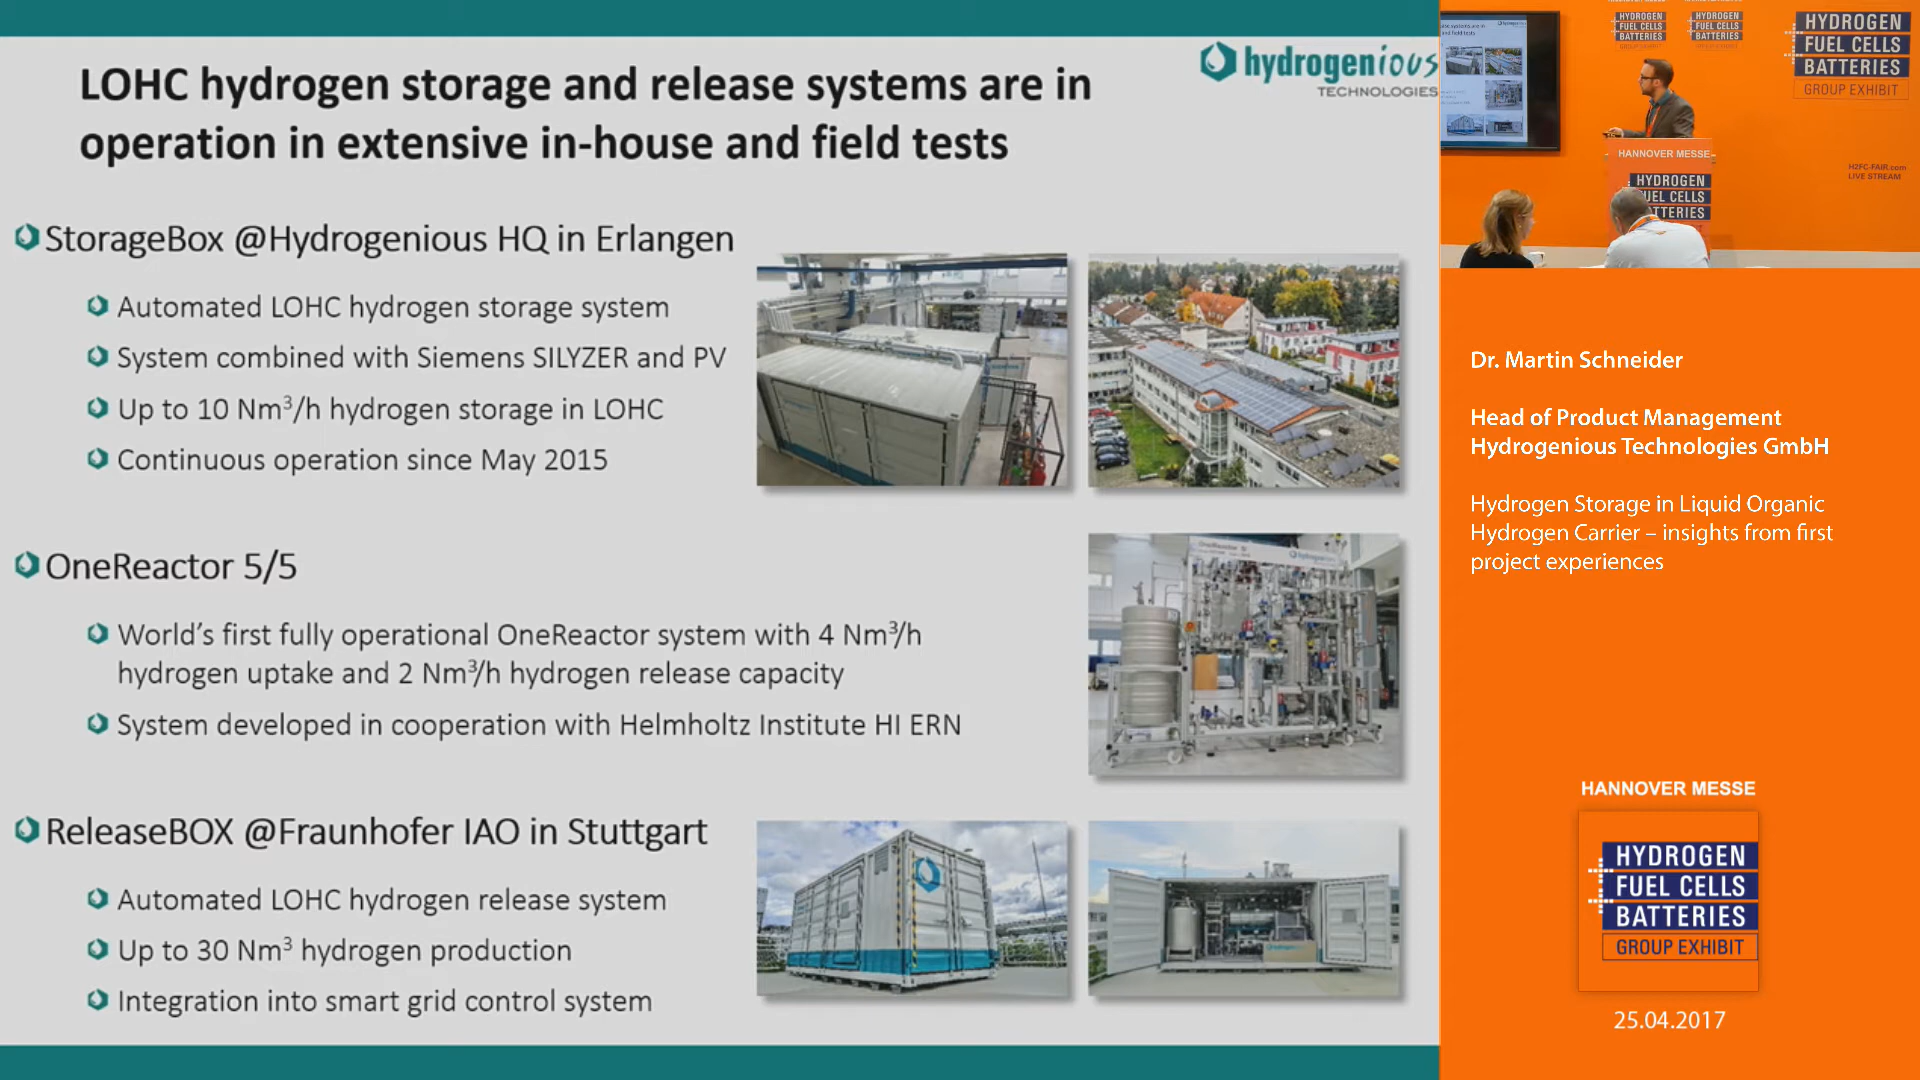 LOHC hydrogen storage and release systems are in
operation in extensive in-house and field tests
hydrogenious
TECHNOLOGIES
StorageBox @Hydrogenious HQ in Erlangen
Automated LOHC hydrogen storage system
System combined with Siemens SILYZER and PV
Up to 10 Nm³/h hydrogen storage in LOHC
Continuous operation since May 2015
OneReactor 5/5
World's first fully operational OneReactor system with 4 Nm³/h
hydrogen uptake and 2 Nm³/h hydrogen release capacity
System developed in cooperation with Helmholtz Institute HI ERN
ReleaseBOX @Fraunhofer IAO in Stuttgart
Automated LOHC hydrogen release system
Up to 30 Nm³ hydrogen production
Integration into smart grid control system
HYDROGEN
FUEL CELLS
BATTERIES
GROUP EXHIBIT
HYDROGEN
FUEL CELLS
BATTERIES
GROUP EXHIBIT
HYDROGEN
FUEL CELLS
BATTERIES
GROUP EXHIBIT
HANNOVER MESSE
HYDROGEN
H2FC-FAIR.com
LIVE STREAM
Dr. Martin Schneider
Head of Product Management
Hydrogenious Technologies GmbH
Hydrogen Storage in Liquid Organic
Hydrogen Carrier – insights from first
project experiences
HANNOVER MESSE
HYDROGEN
FUEL CELLS
BATTERIES
GROUP EXHIBIT
25.04.2017